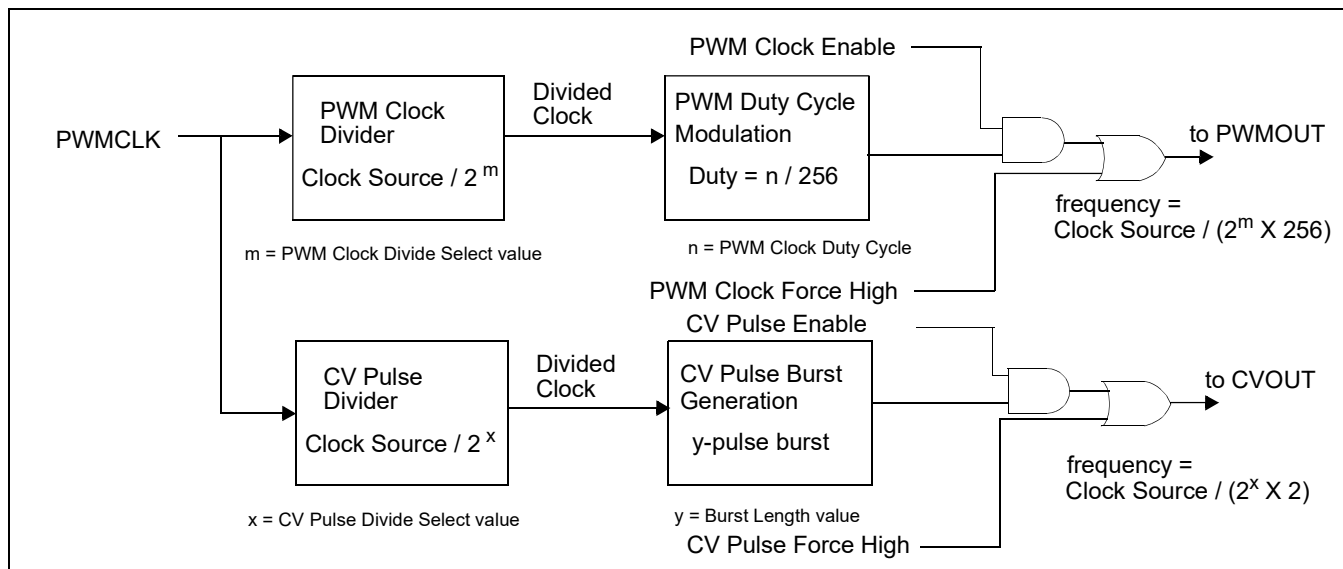 PWM Clock Enable
PWMCLK
PWM Clock
Divider
Clock Source / 2^m
Divided
Clock
PWM Duty Cycle
Modulation
Duty = n / 256
to PWMOUT
frequency =
Clock Source / (2^m X 256)
m = PWM Clock Divide Select value
n = PWM Clock Duty Cycle
PWM Clock Force High
CV Pulse Enable
CV Pulse
Divider
Clock Source / 2^x
Divided
Clock
CV Pulse Burst
Generation
y-pulse burst
to CVOUT
frequency =
Clock Source / (2^x X 2)
x = CV Pulse Divide Select value
y = Burst Length value
CV Pulse Force High